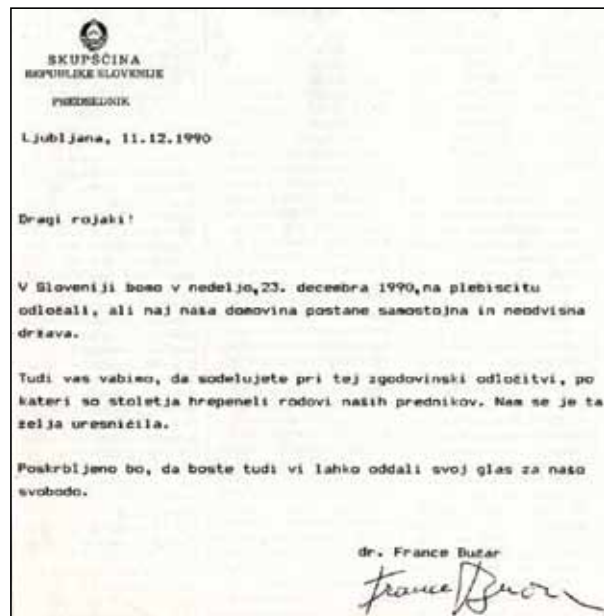 SKUPŠČINA
REPUBLIKE SLOVENIJE
PREDSEDNIK
Ljubljana, 11.12.1990
Dragi rojaki!
V Sloveniji bomo v nedeljo,23. decembra 1990,na plebiscitu
odločali, ali naj naša domovina postane samostojna in neodvisna
država.
Tudi vas vabimo, da sodelujete pri tej zgodovinski odločitvi, po
kateri so stoletja hrepeneli rodovi naših prednikov. Nam se je ta
želja uresničila.
Poskrbljeno bo, da boste tudi vi lahko oddali svoj glas za našo
svobodo.
dr. France Bučar
France Bučar